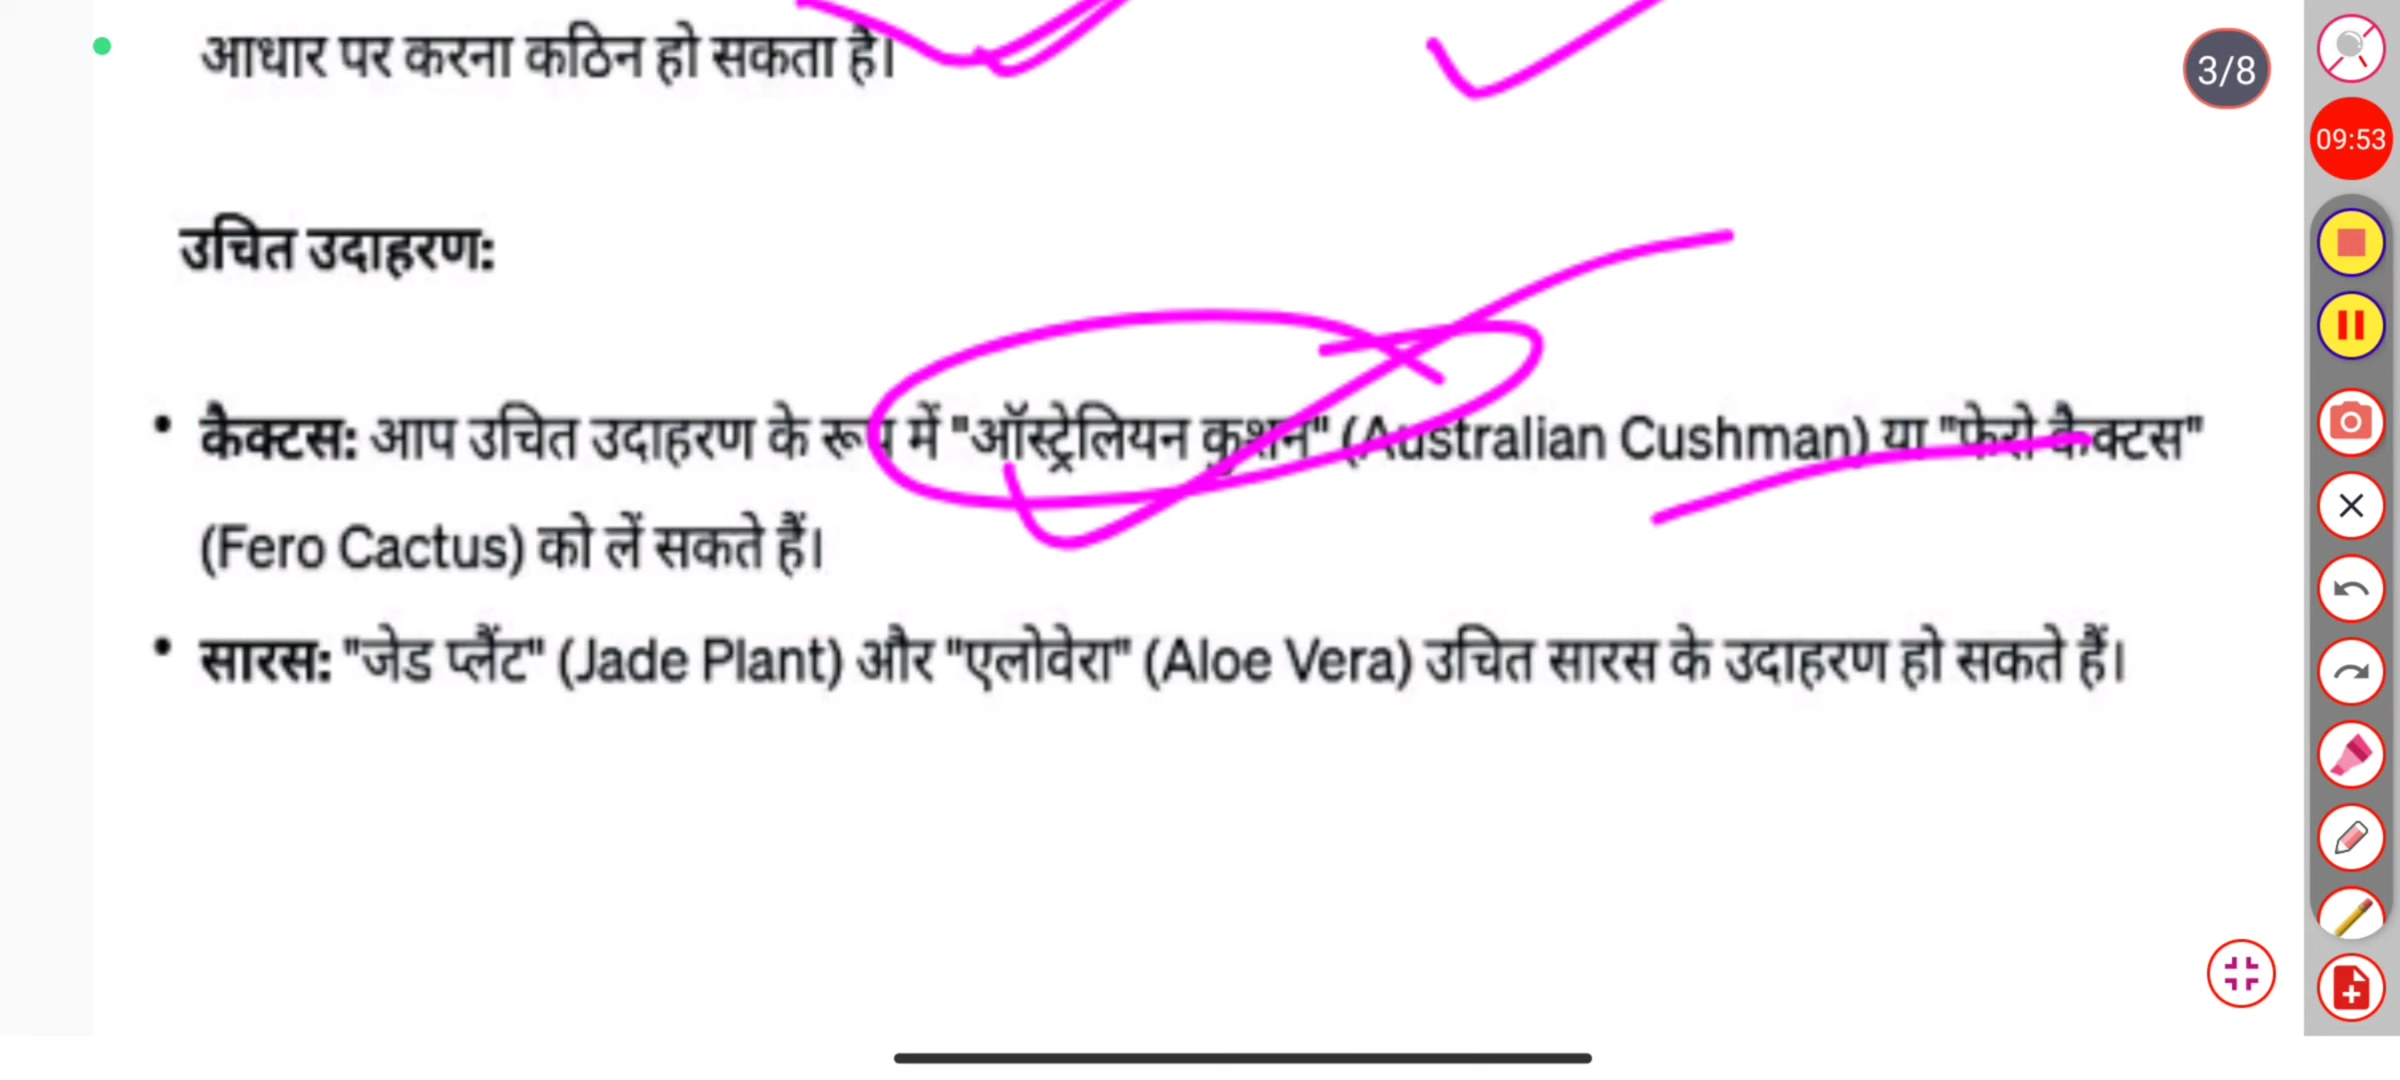 आधार पर करना कठिन हो सकता है।
3/8
09:53
उचित उदाहरण:
• कैक्टस: आप उचित उदाहरण के रूप में "ऑस्ट्रेलियन कुशन" (Australian Cushman) या "फेरो कैक्टस"
(Fero Cactus) को लें सकते हैं।
• सारस: "जेड प्लैंट" (Jade Plant) और "एलोवेरा" (Aloe Vera) उचित सारस के उदाहरण हो सकते हैं।